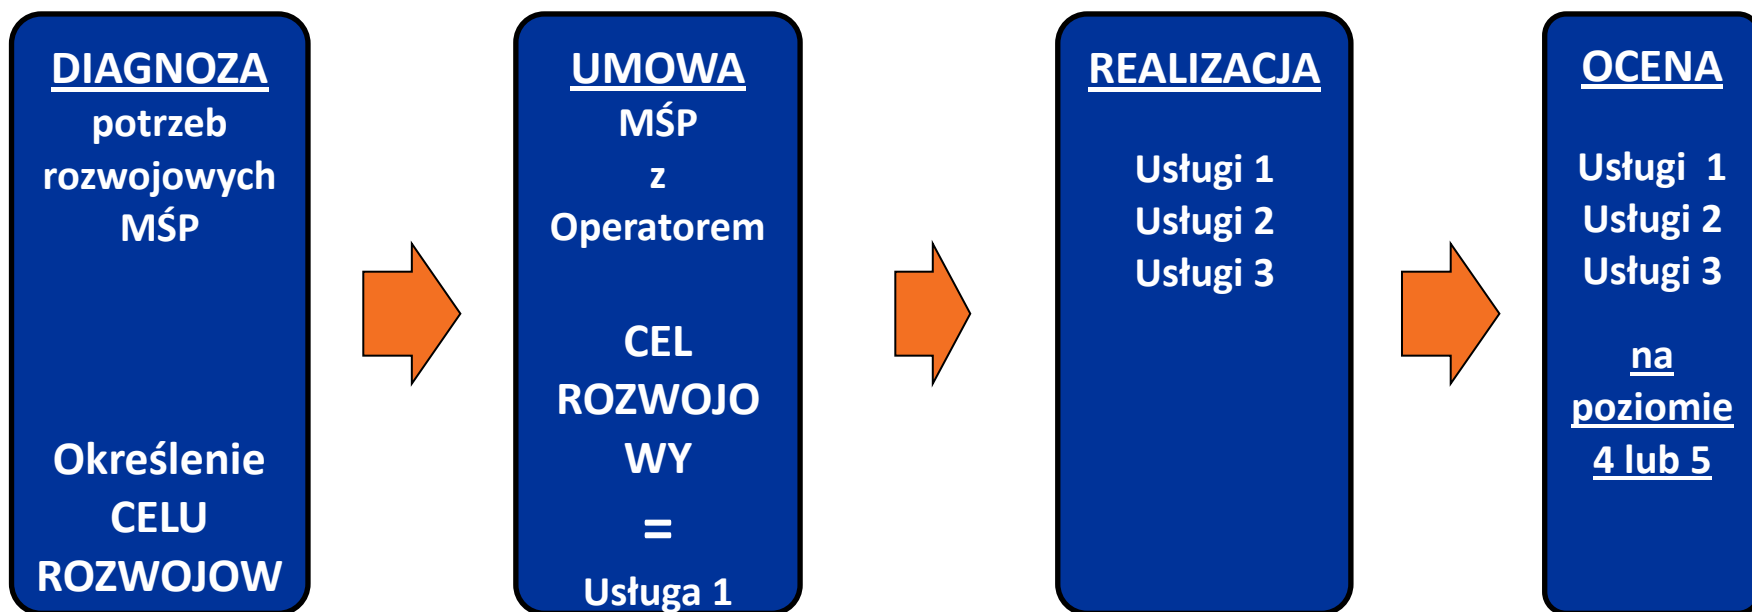 DIAGNOZA
potrzeb
rozwojowych
MŚP
Określenie
CELU
ROZWOJOW
UMOWA
MŚP
z
Operatorem
CEL
ROZWOJO
WY
=
Usługa 1
REALIZACJA
Usługi 1
Usługi 2
Usługi 3
OCENA
Usługi 1
Usługi 2
Usługi 3
na
poziomie
4 lub 5